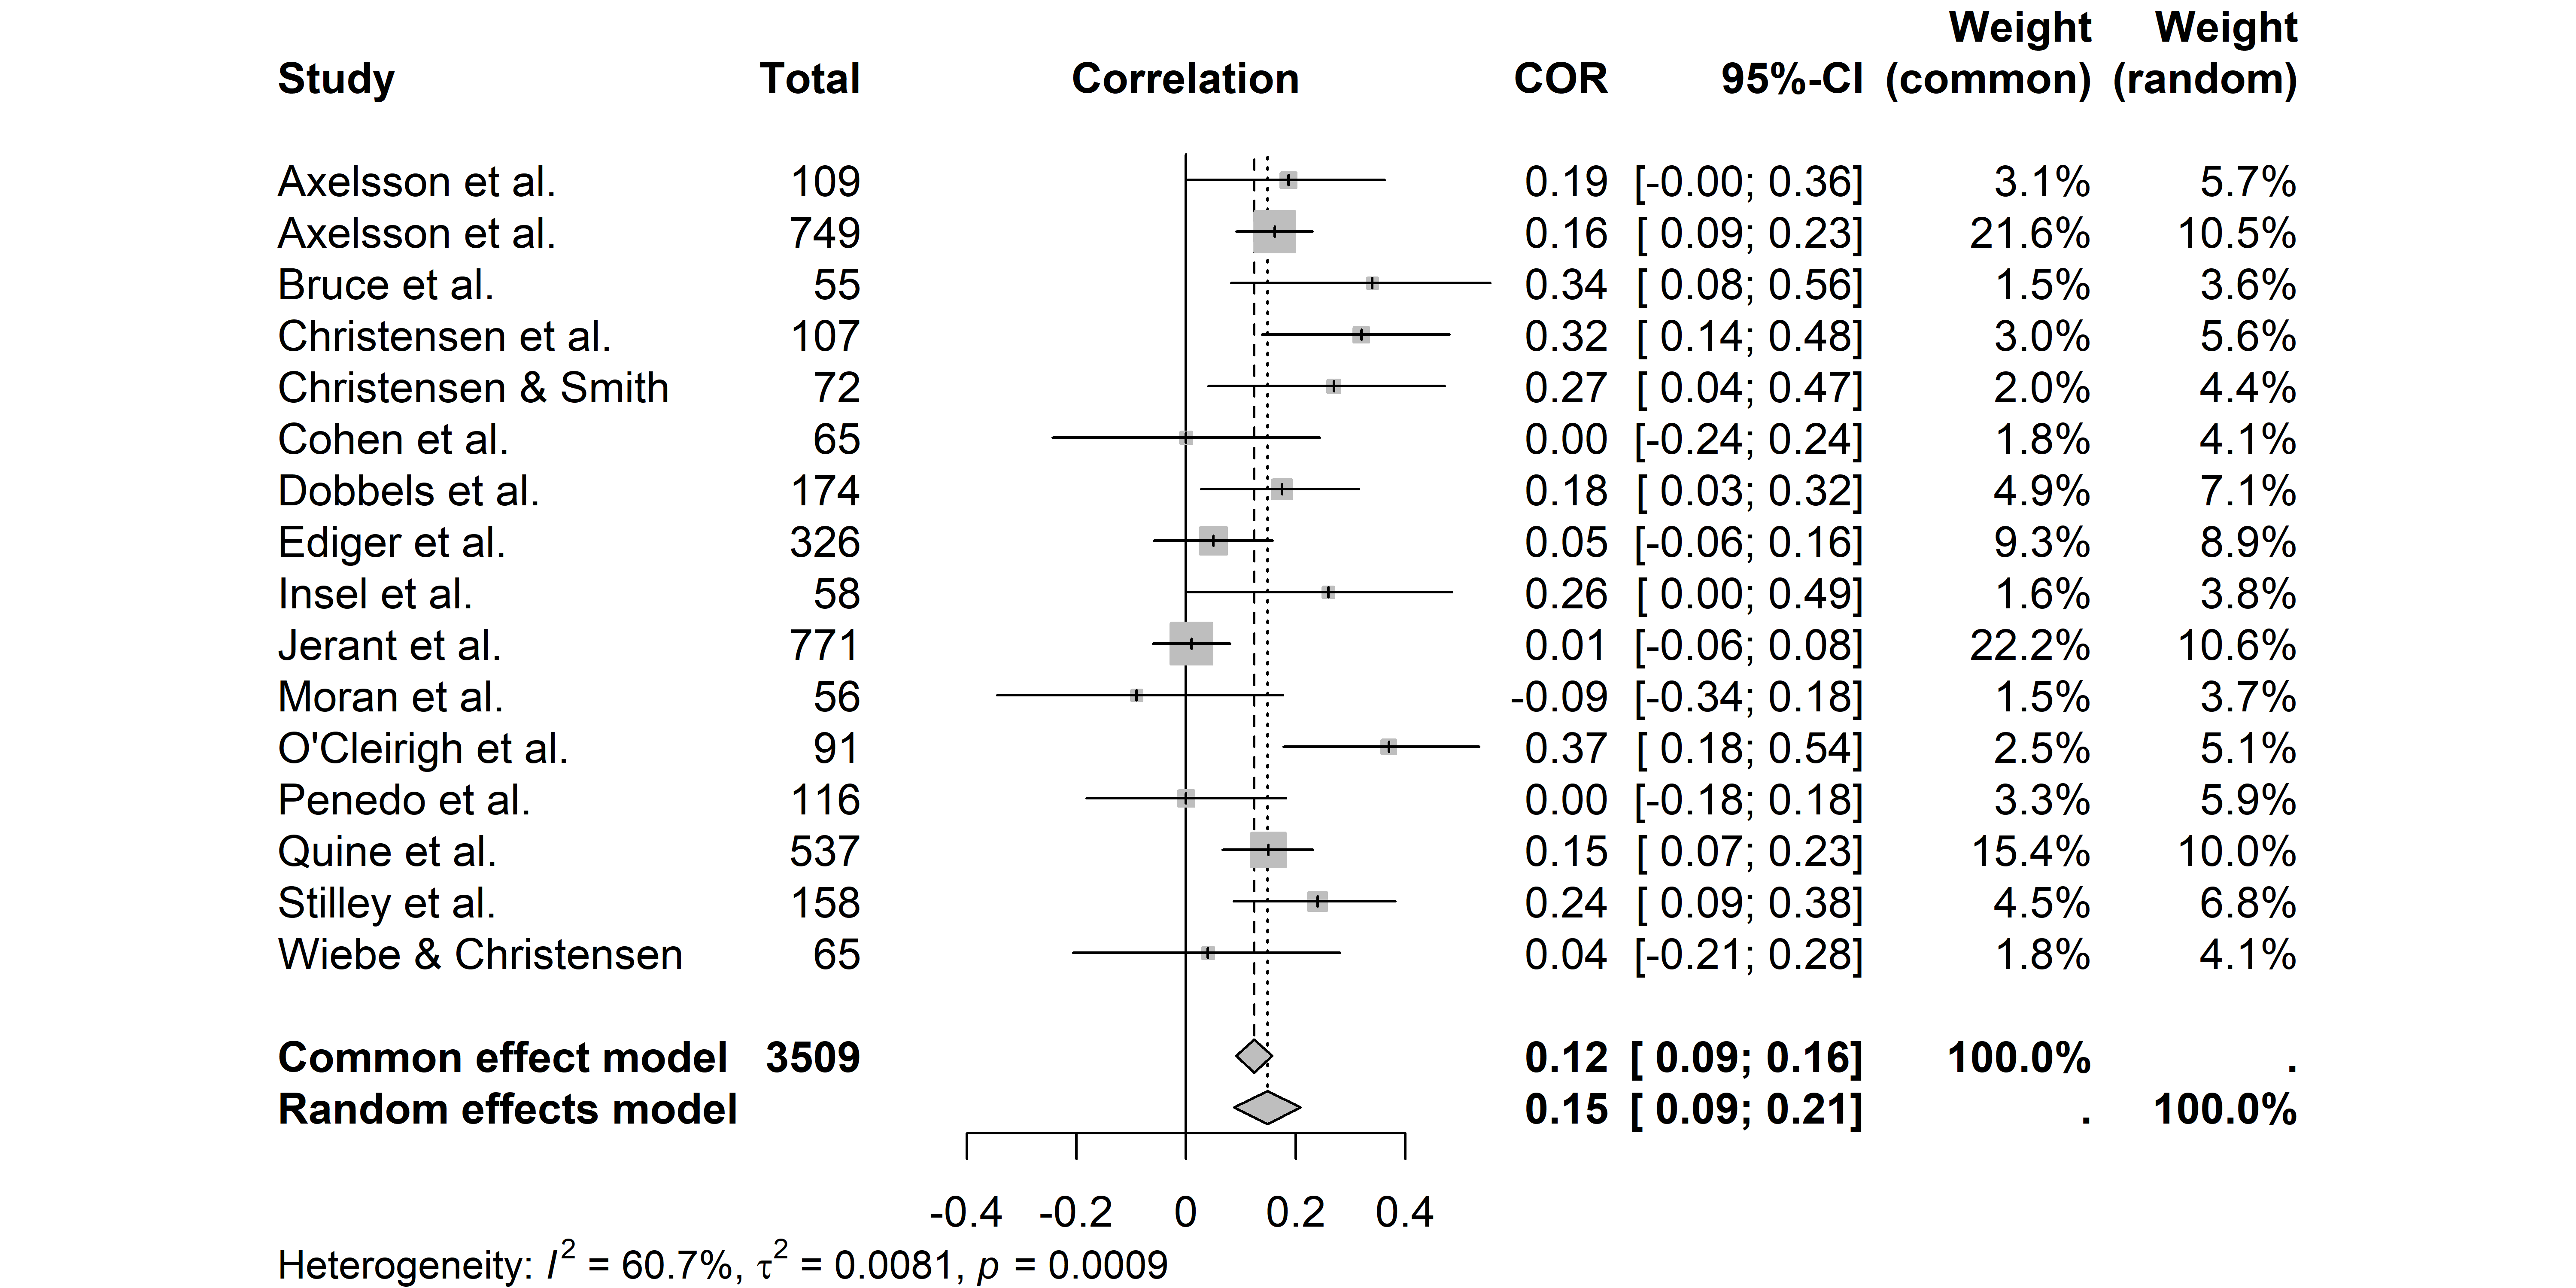 Weight Weight
Study Total Correlation COR 95%-CI (common) (random)
Axelsson et al. 109 0.19 [-0.00; 0.36] 3.1% 5.7%
Axelsson et al. 749 0.16 [ 0.09; 0.23] 21.6% 10.5%
Bruce et al. 55 0.34 [ 0.08; 0.56] 1.5% 3.6%
Christensen et al. 107 0.32 [ 0.14; 0.48] 3.0% 5.6%
Christensen & Smith 72 0.27 [ 0.04; 0.47] 2.0% 4.4%
Cohen et al. 65 0.00 [-0.24; 0.24] 1.8% 4.1%
Dobbels et al. 174 0.18 [ 0.03; 0.32] 4.9% 7.1%
Ediger et al. 326 0.05 [-0.06; 0.16] 9.3% 8.9%
Insel et al. 58 0.26 [ 0.00; 0.49] 1.6% 3.8%
Jerant et al. 771 0.01 [-0.06; 0.08] 22.2% 10.6%
Moran et al. 56 -0.09 [-0.34; 0.18] 1.5% 3.7%
O'Cleirigh et al. 91 0.37 [ 0.18; 0.54] 2.5% 5.1%
Penedo et al. 116 0.00 [-0.18; 0.18] 3.3% 5.9%
Quine et al. 537 0.15 [ 0.07; 0.23] 15.4% 10.0%
Stilley et al. 158 0.24 [ 0.09; 0.38] 4.5% 6.8%
Wiebe & Christensen 65 0.04 [-0.21; 0.28] 1.8% 4.1%
Common effect model 3509 0.12 [ 0.09; 0.16] 100.0% .
Random effects model 0.15 [ 0.09; 0.21] . 100.0%
-0.4 -0.2 0 0.2 0.4
Heterogeneity: I² = 60.7%, τ² = 0.0081, p = 0.0009